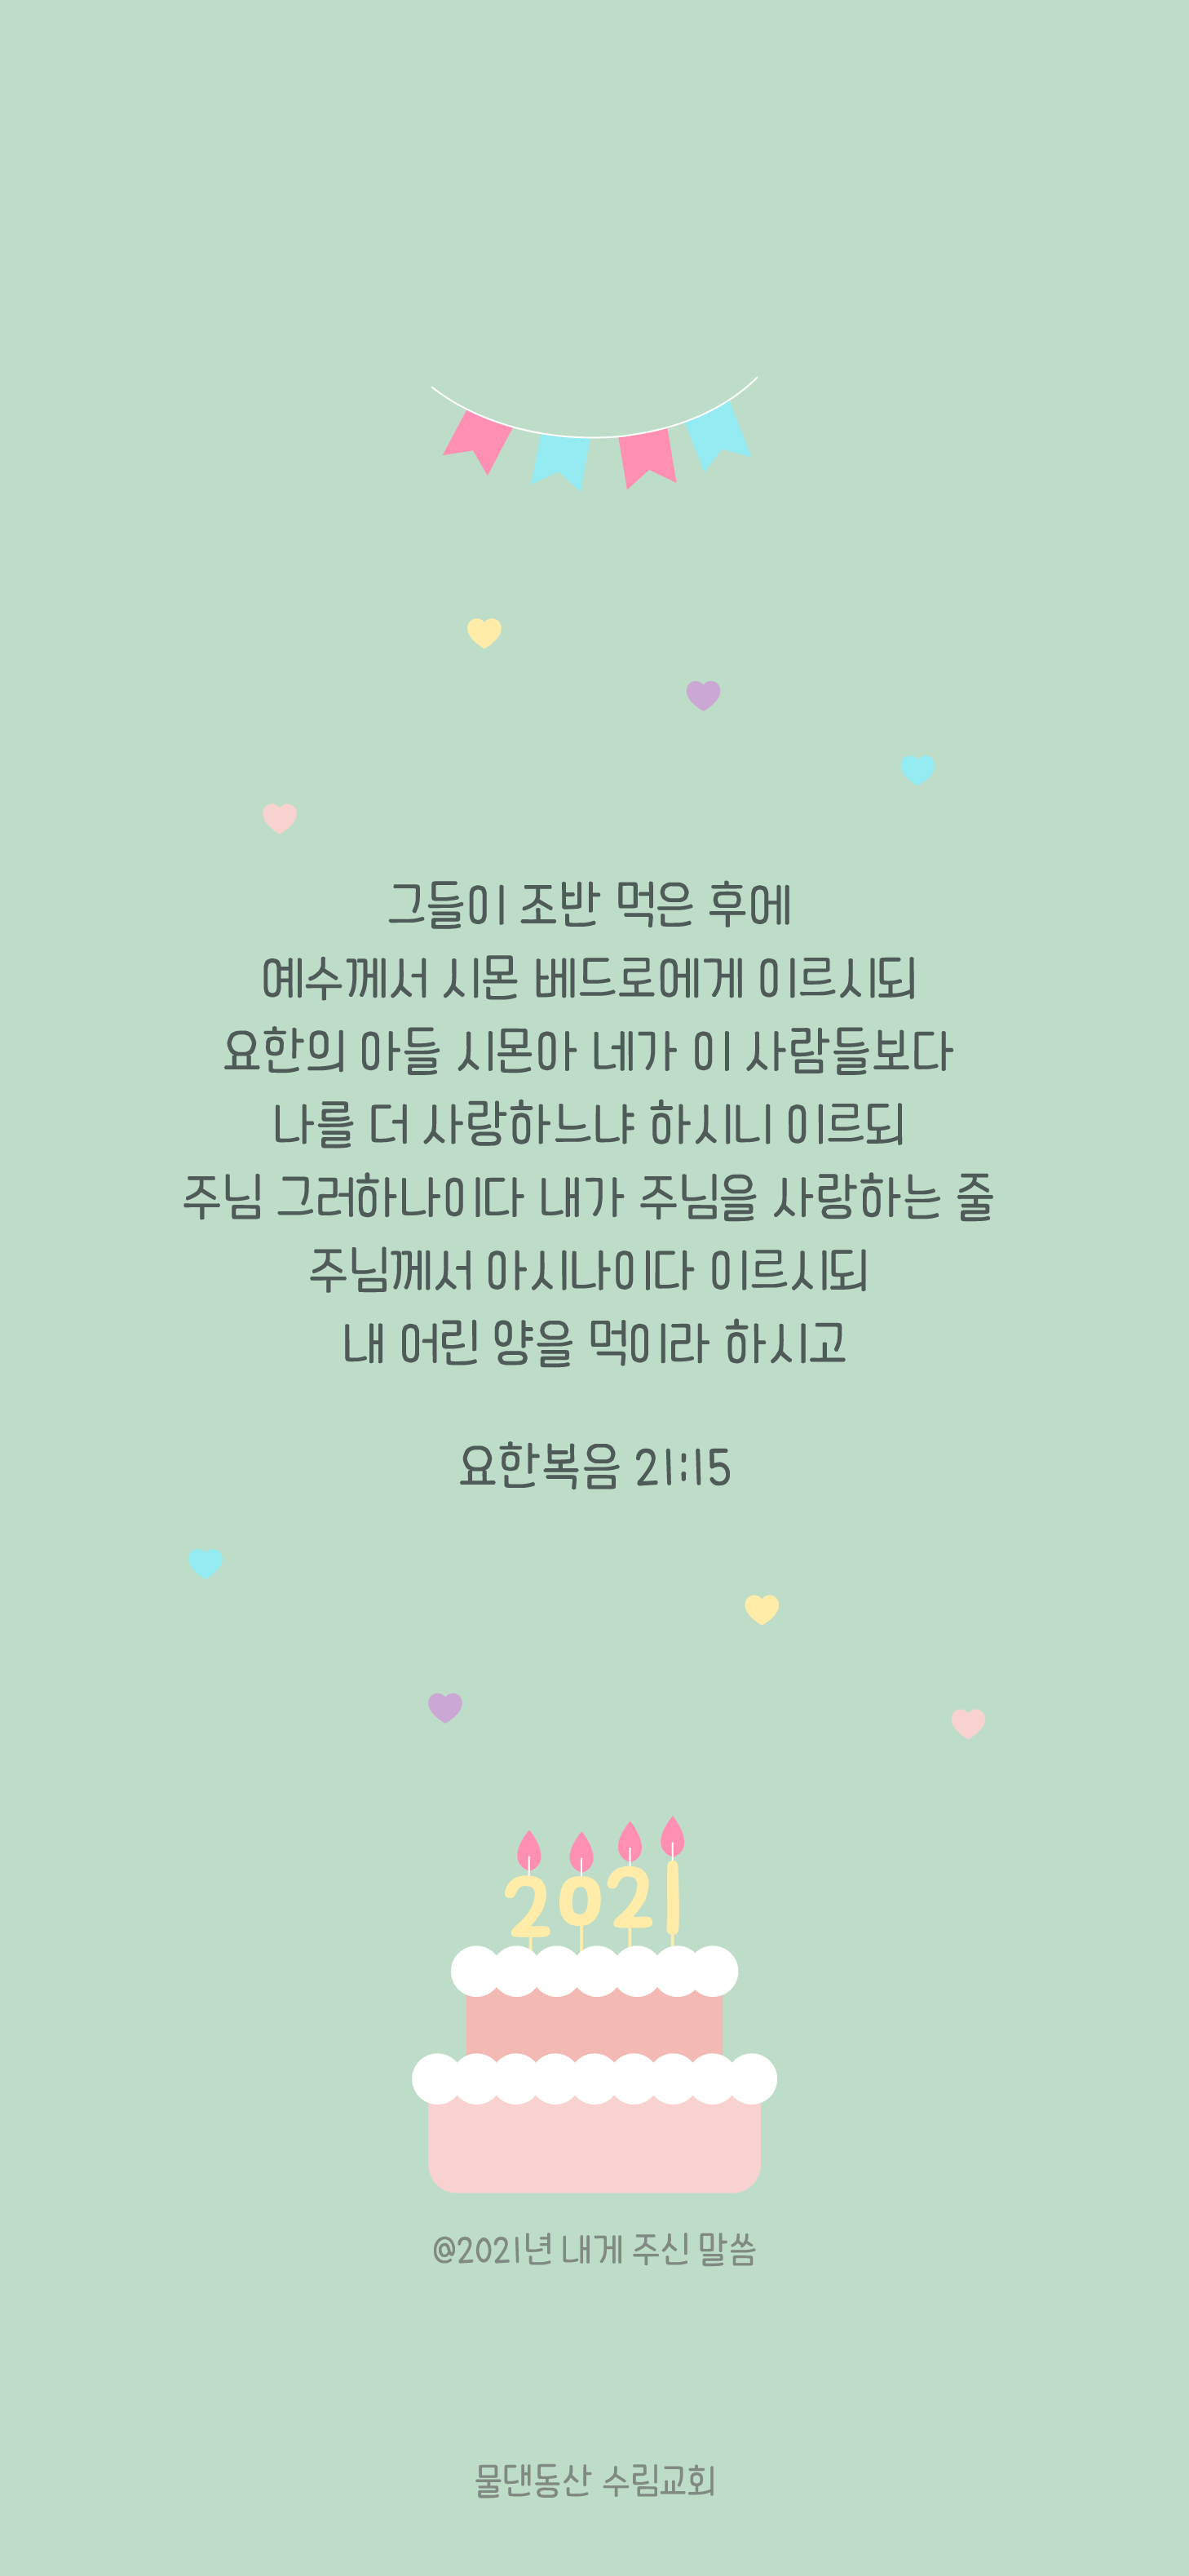 그들이 조반 먹은 후에
예수께서 시몬 베드로에게 이르시되
요한의 아들 시몬아 네가 이 사람들보다
나를 더 사랑하느냐 하시니 이르되
주님 그러하나이다 내가 주님을 사랑하는 줄
주님께서 아시나이다 이르시되
내 어린 양을 먹이라 하시고
요한복음 21:15
2021
@2021년 내게 주신 말씀
물댄동산 수림교회